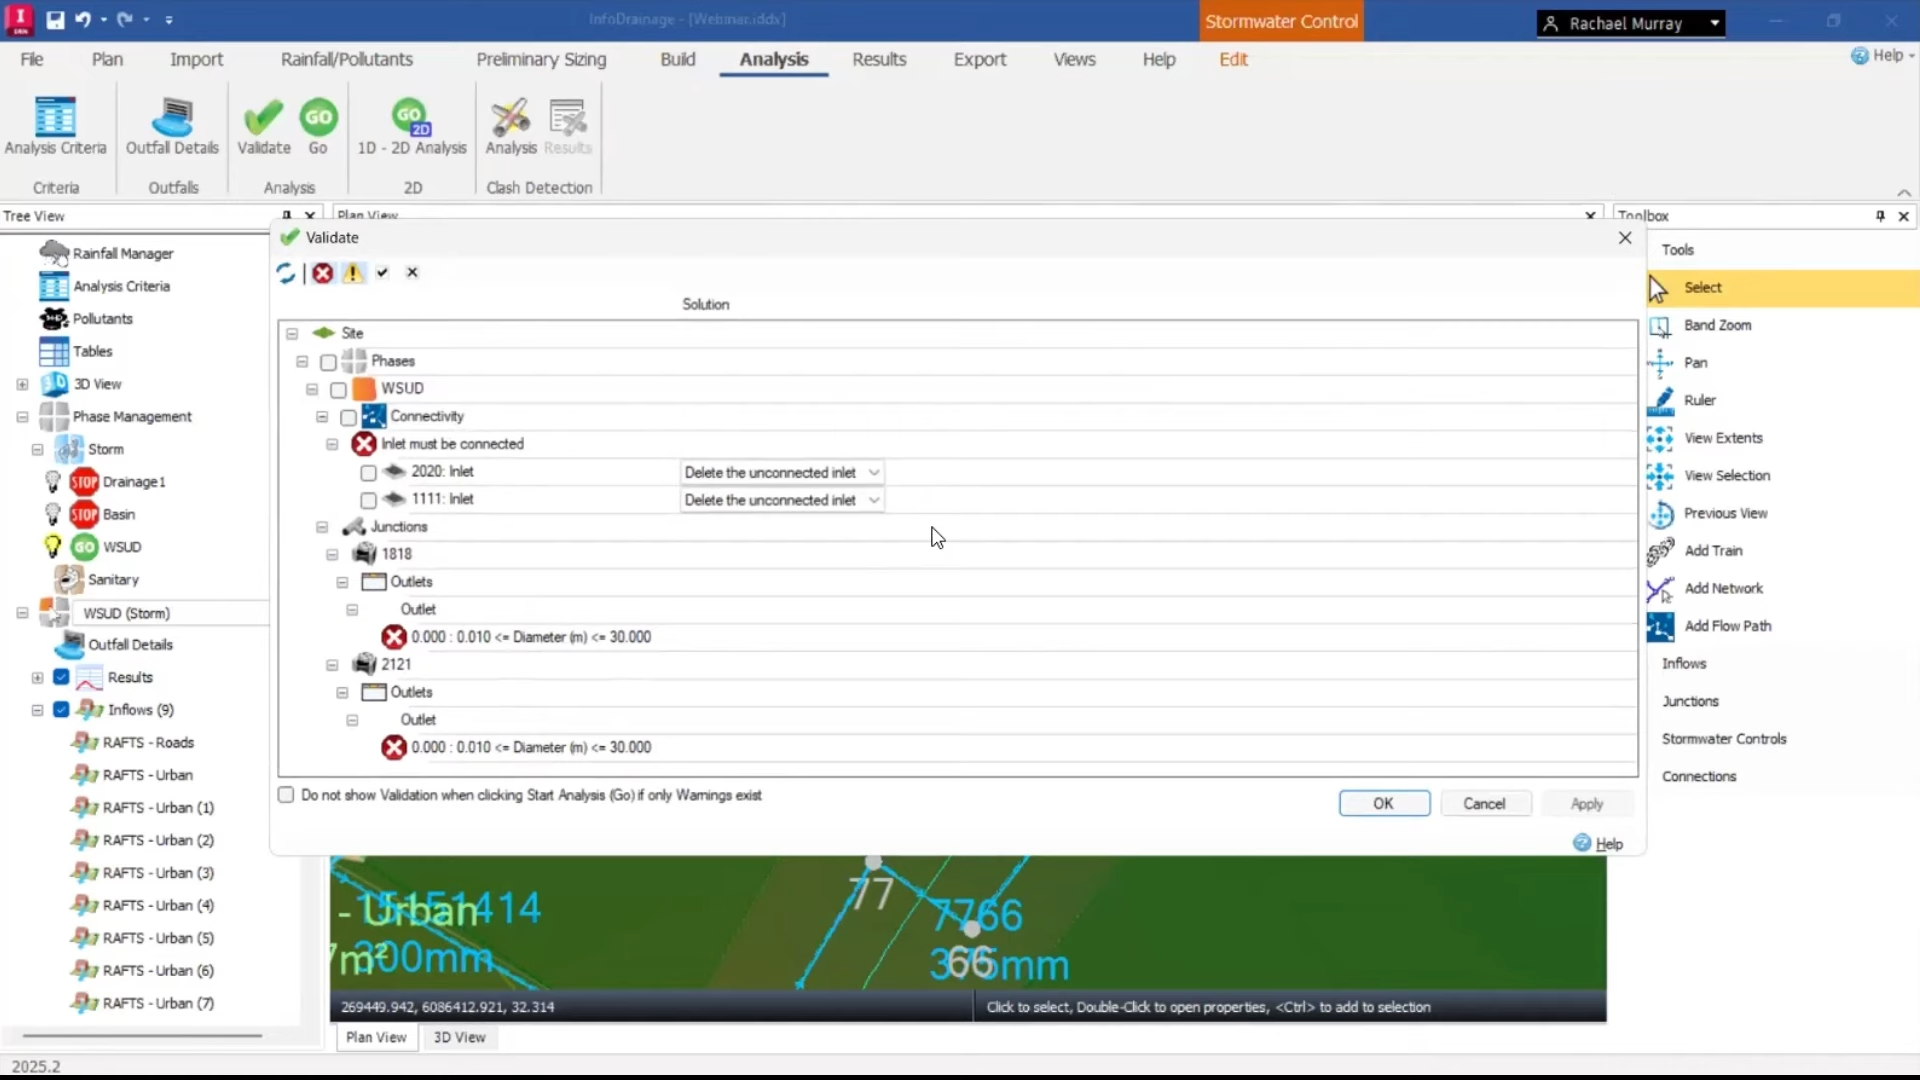 InfoDrainage - [Webinar.iddx]
Stormwater Control
Rachael Murray
File
Plan
Import
Rainfall/Pollutants
Preliminary Sizing
Build
Analysis
Results
Export
Views
Help
Edit
Help
Analysis Criteria
Outfall Details
Validate
GO
Go
GO 2D
1D - 2D Analysis
Analysis
Results
Criteria
Outfalls
Analysis
2D
Clash Detection
Tree View
Plan View
Toolbox
Rainfall Manager
Analysis Criteria
Pollutants
Tables
3D View
Phase Management
Storm
STOP Drainage1
STOP Basin
GO WSUD
Sanitary
WSUD (Storm)
Outfall Details
Results
Inflows (9)
RAFTS - Roads
RAFTS - Urban
RAFTS - Urban (1)
RAFTS - Urban (2)
RAFTS - Urban (3)
RAFTS - Urban (4)
RAFTS - Urban (5)
RAFTS - Urban (6)
RAFTS - Urban (7)
Validate
Solution
Site
Phases
WSUD
Connectivity
Inlet must be connected
2020: Inlet
Delete the unconnected inlet
1111: Inlet
Delete the unconnected inlet
Junctions
1818
Outlets
Outlet
0.000 : 0.010 <= Diameter (m) <= 30.000
2121
Outlets
Outlet
0.000 : 0.010 <= Diameter (m) <= 30.000
Do not show Validation when clicking Start Analysis (Go) if only Warnings exist
OK
Cancel
Apply
Help
Tools
Select
Band Zoom
Pan
Ruler
View Extents
View Selection
Previous View
Add Train
Add Network
Add Flow Path
Inflows
Junctions
Stormwater Controls
Connections
- Urban
77
7766
66
269449.942, 6086412.921, 32.314
Click to select, Double-Click to open properties, <Ctrl> to add to selection
Plan View
3D View
2025.2